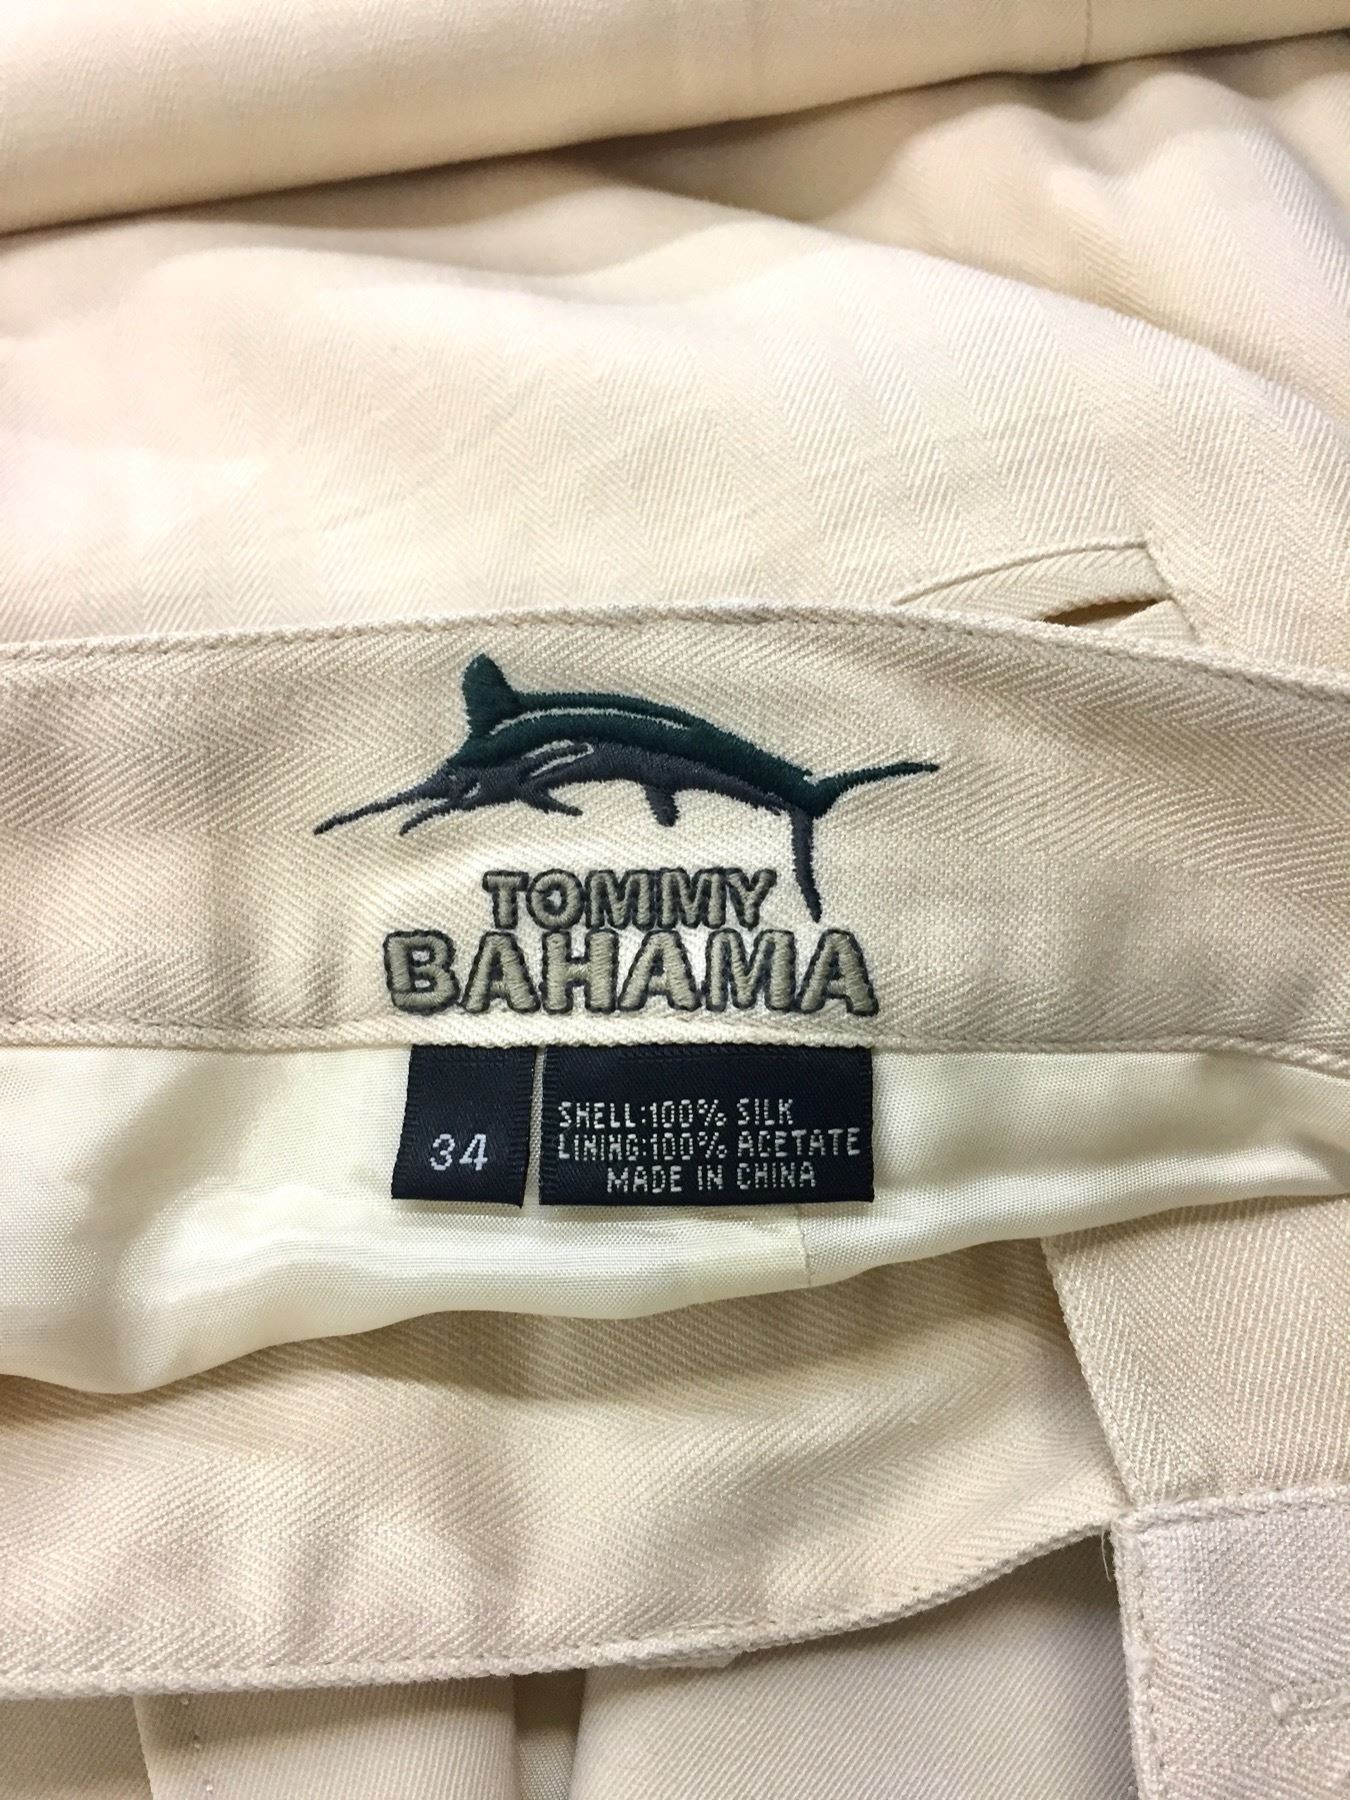 TOMMY
BAHAMA
34
SHELL:100% SILK
LINING:100% ACETATE
MADE IN CHINA